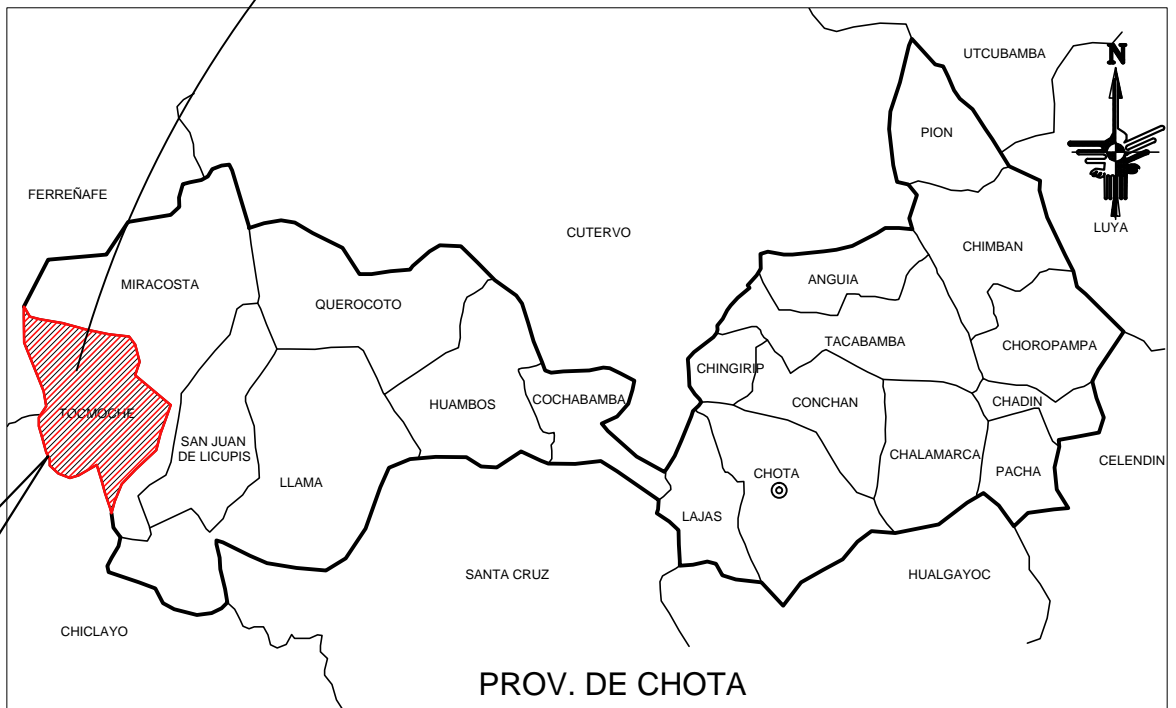 UTCUBAMBA
N
PION
FERREÑAFE
LUYA
CUTERVO
CHIMBAN
ANGUIA
MIRACOSTA
QUEROCOTO
TACABAMBA
CHOROPAMPA
CHINGIRIP
TOCMOCHE
HUAMBOS
COCHABAMBA
CONCHAN
CHADIN
SAN JUAN
DE LICUPIS
CHALAMARCA
CELENDIN
LLAMA
CHOTA
PACHA
LAJAS
SANTA CRUZ
HUALGAYOC
CHICLAYO
PROV. DE CHOTA